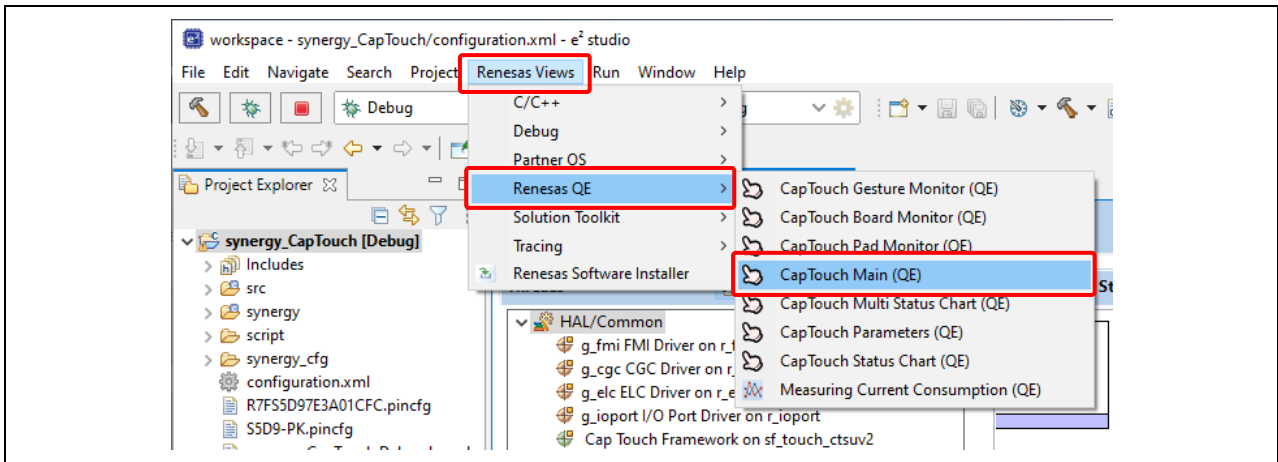 workspace - synergy_CapTouch/configuration.xml - e² studio
File Edit Navigate Search Project Renesas Views Run Window Help
Debug
C/C++
Debug
Partner OS
Renesas QE
Solution Toolkit
Tracing
Renesas Software Installer
CapTouch Gesture Monitor (QE)
CapTouch Board Monitor (QE)
CapTouch Pad Monitor (QE)
CapTouch Main (QE)
CapTouch Multi Status Chart (QE)
CapTouch Parameters (QE)
CapTouch Status Chart (QE)
Measuring Current Consumption (QE)
Project Explorer
synergy_CapTouch [Debug]
Includes
src
synergy
script
synergy_cfg
configuration.xml
R7FS5D97E3A01CFC.pincfg
S5D9-PK.pincfg
HAL/Common
g_fmi FMI Driver on
g_cgc CGC Driver on
g_elc ELC Driver on
g_ioport I/O Port Driver on r_ioport
Cap Touch Framework on sf_touch_ctsuv2